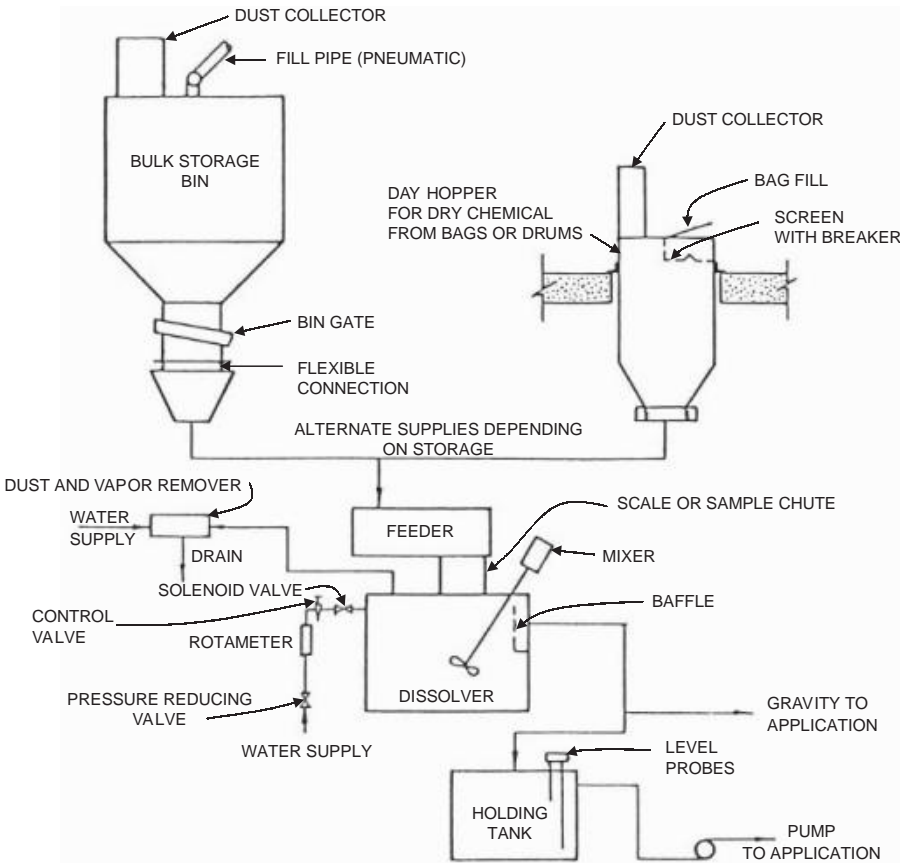 DUST COLLECTOR
FILL PIPE (PNEUMATIC)
BULK STORAGE
BIN
BIN GATE
FLEXIBLE
CONNECTION
DUST COLLECTOR
BAG FILL
DAY HOPPER
FOR DRY CHEMICAL
FROM BAGS OR DRUMS
SCREEN
WITH BREAKER
ALTERNATE SUPPLIES DEPENDING
ON STORAGE
DUST AND VAPOR REMOVER
WATER
SUPPLY
DRAIN
FEEDER
SCALE OR SAMPLE CHUTE
MIXER
SOLENOID VALVE
CONTROL
VALVE
ROTAMETER
BAFFLE
DISSOLVER
PRESSURE REDUCING
VALVE
WATER SUPPLY
GRAVITY TO
APPLICATION
LEVEL
PROBES
HOLDING
TANK
PUMP
TO APPLICATION